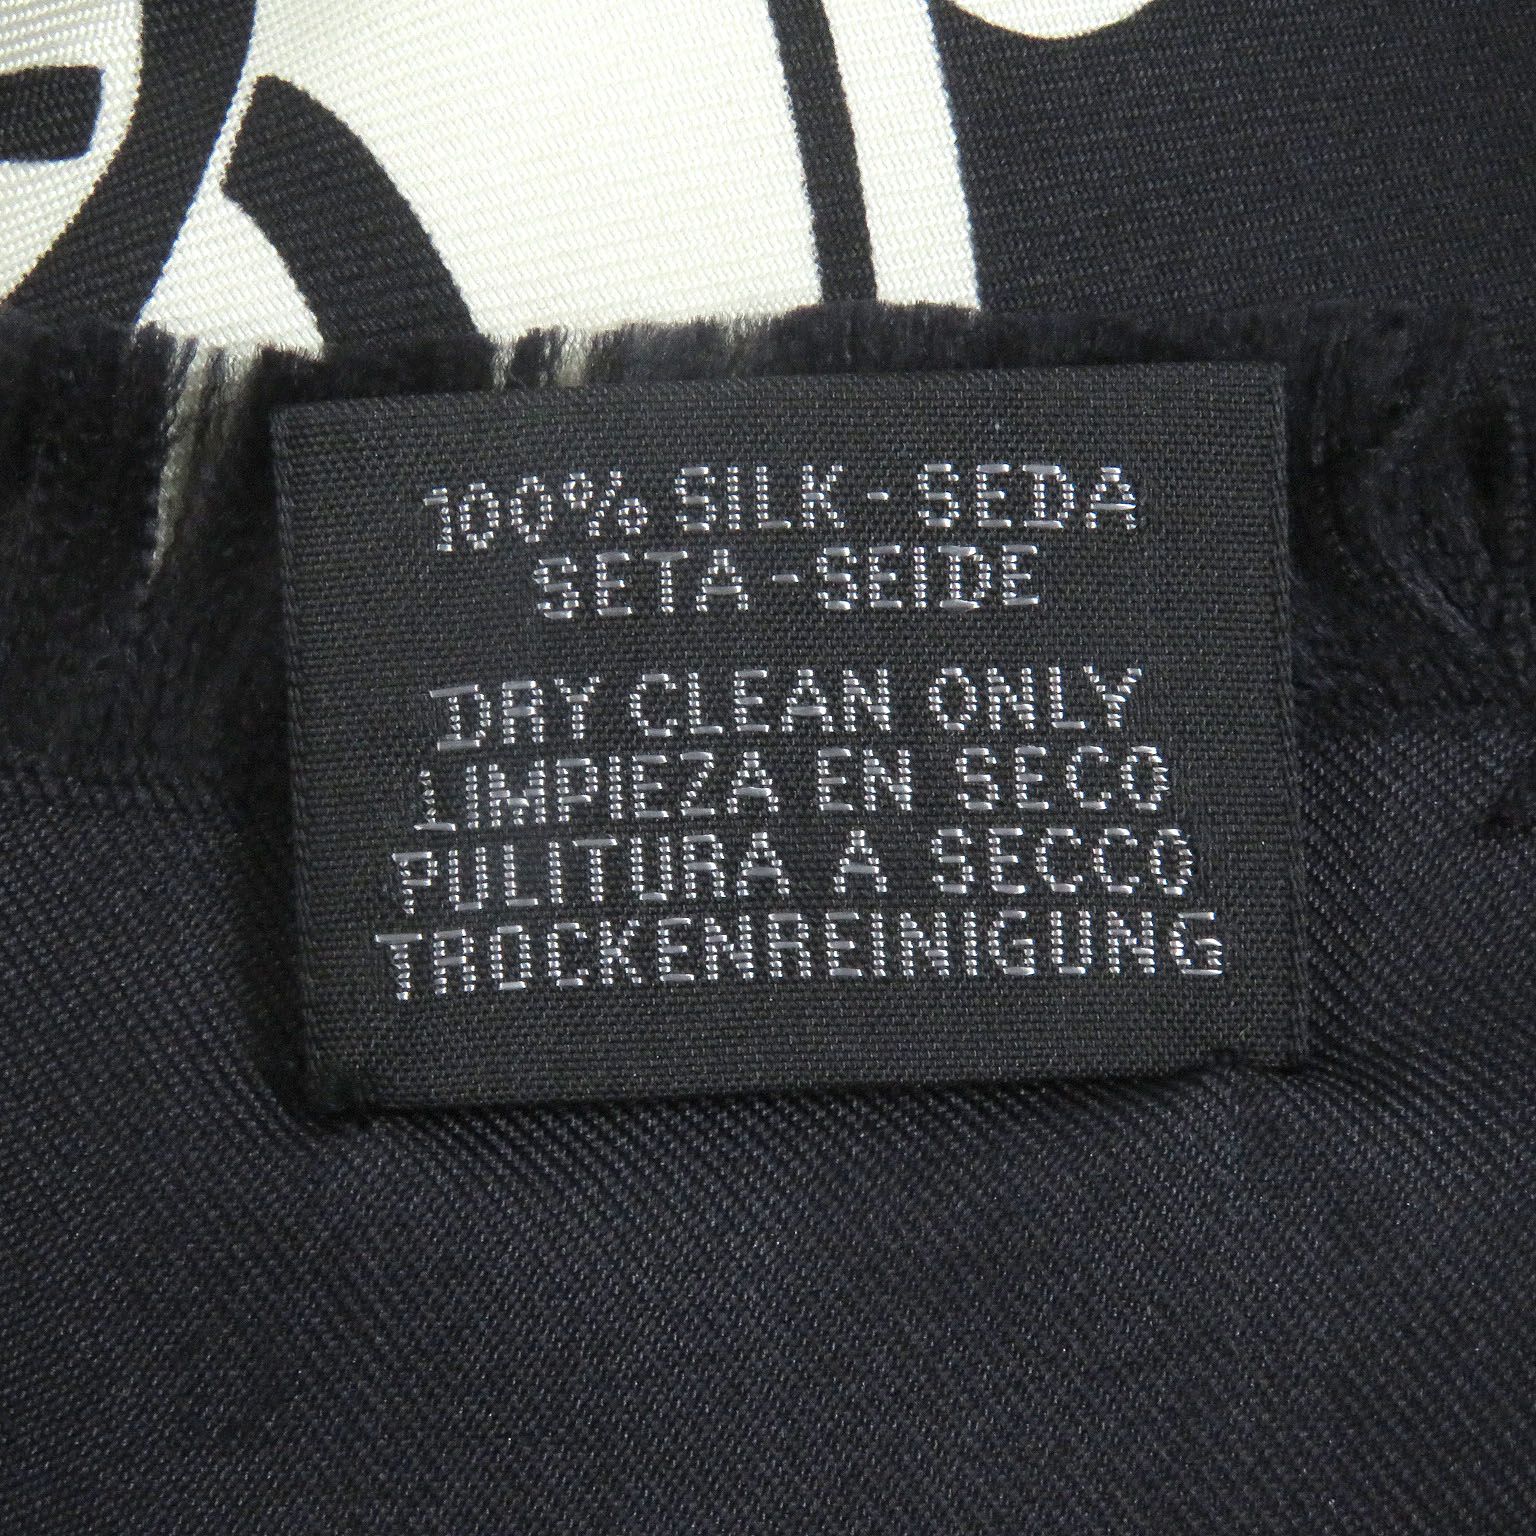 100% SILK - SEDA
SETA - SEIDE
DRY CLEAN ONLY
LIMPIEZA EN SECO
PULITURA A SECCO
TROCKENREINIGUNG